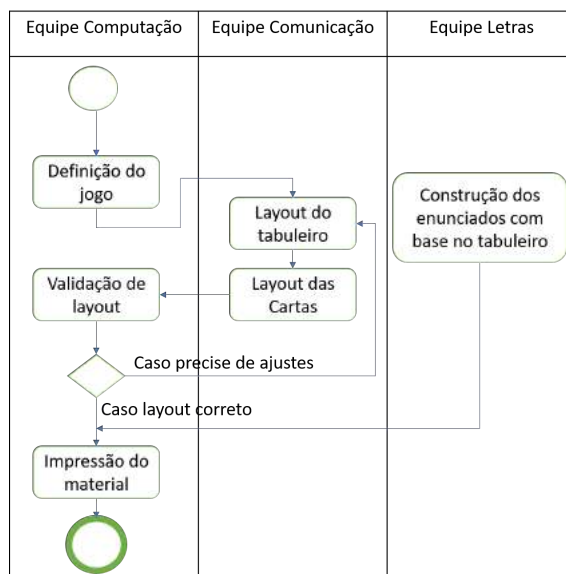 Equipe Computação
Equipe Comunicação
Equipe Letras
Definição do
jogo
Layout do
tabuleiro
Construção dos
enunciados com
base no tabuleiro
Validação de
layout
Layout das
Cartas
Caso precise de ajustes
Caso layout correto
Impressão do
material